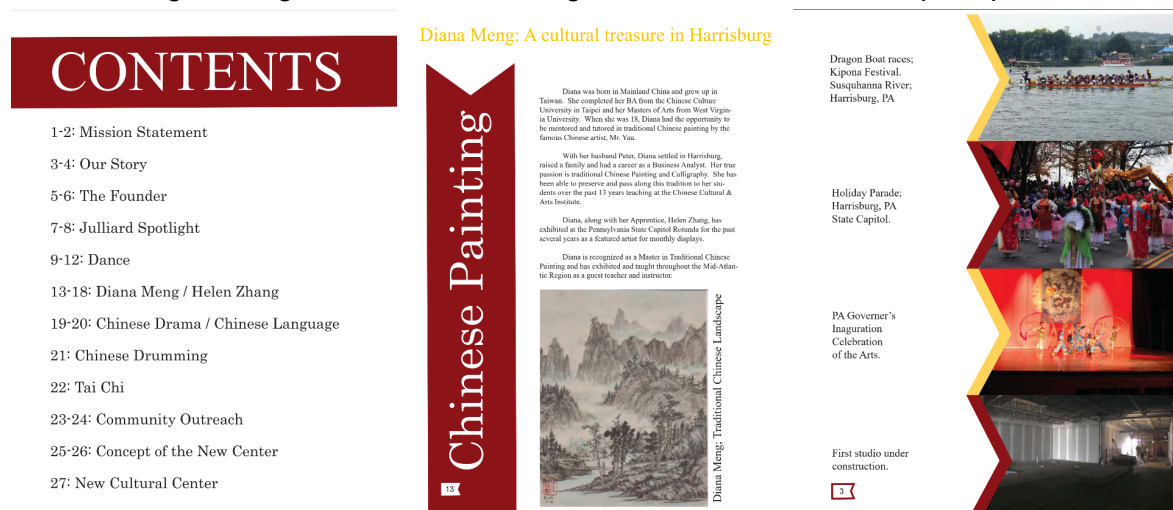 CONTENTS
1-2: Mission Statement
3-4: Our Story
5-6: The Founder
7-8: Julliard Spotlight
9-12: Dance
13-18: Diana Meng / Helen Zhang
19-20: Chinese Drama / Chinese Language
21: Chinese Drumming
22: Tai Chi
23-24: Community Outreach
25-26: Concept of the New Center
27: New Cultural Center
Diana Meng: A cultural treasure in Harrisburg
Chinese Painting
Diana was born in Mainland China and grew up in
Taiwan. She completed her BA from the Chinese Culture
University in Taipei and her Masters of Arts from West Virgin-
ia University. When she was 18, Diana had the opportunity to
be mentored and tutored in traditional Chinese painting by the
famous Chinese artist, Mr. Yau.
With her husband Peter, Diana settled in Harrisburg,
raised a family and had a career as a Business Analyst. Her true
passion is traditional Chinese Painting and Calligraphy. She has
been able to preserve and pass along this tradition to her stu-
dents over the past 13 years teaching at the Chinese Cultural &
Arts Institute.
Diana, along with her Apprentice, Helen Zhang, has
exhibited at the Pennsylvania State Capitol Rotunda for the past
several years as a featured artist for monthly displays.
Diana is recognized as a Master in Traditional Chinese
Painting and has exhibited and taught throughout the Mid-Atlan-
tic Region as a guest teacher and instructor.
Diana Meng; Traditional Chinese Landscape
13
Dragon Boat races;
Kipona Festival.
Susquhanna River;
Harrisburg, PA
Holiday Parade;
Harrisburg, PA
State Capitol.
PA Governer's
Inaguration
Celebration
of the Arts.
First studio under
construction.
3